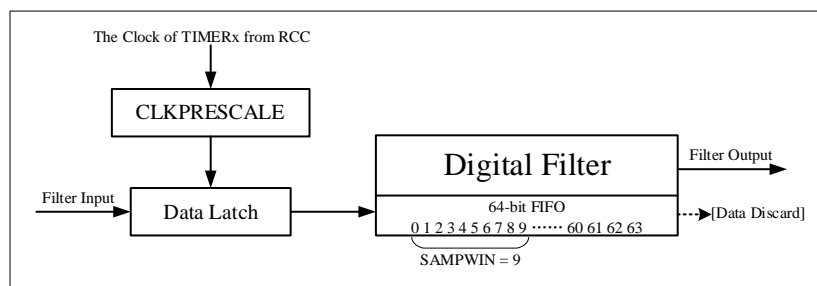 The Clock of TIMERx from RCC
CLKPRESCALE
Digital Filter
Filter Output
Filter Input
Data Latch
64-bit FIFO
0 1 2 3 4 5 6 7 8 9 ······ 60 61 62 63
[Data Discard]
SAMPWIN = 9